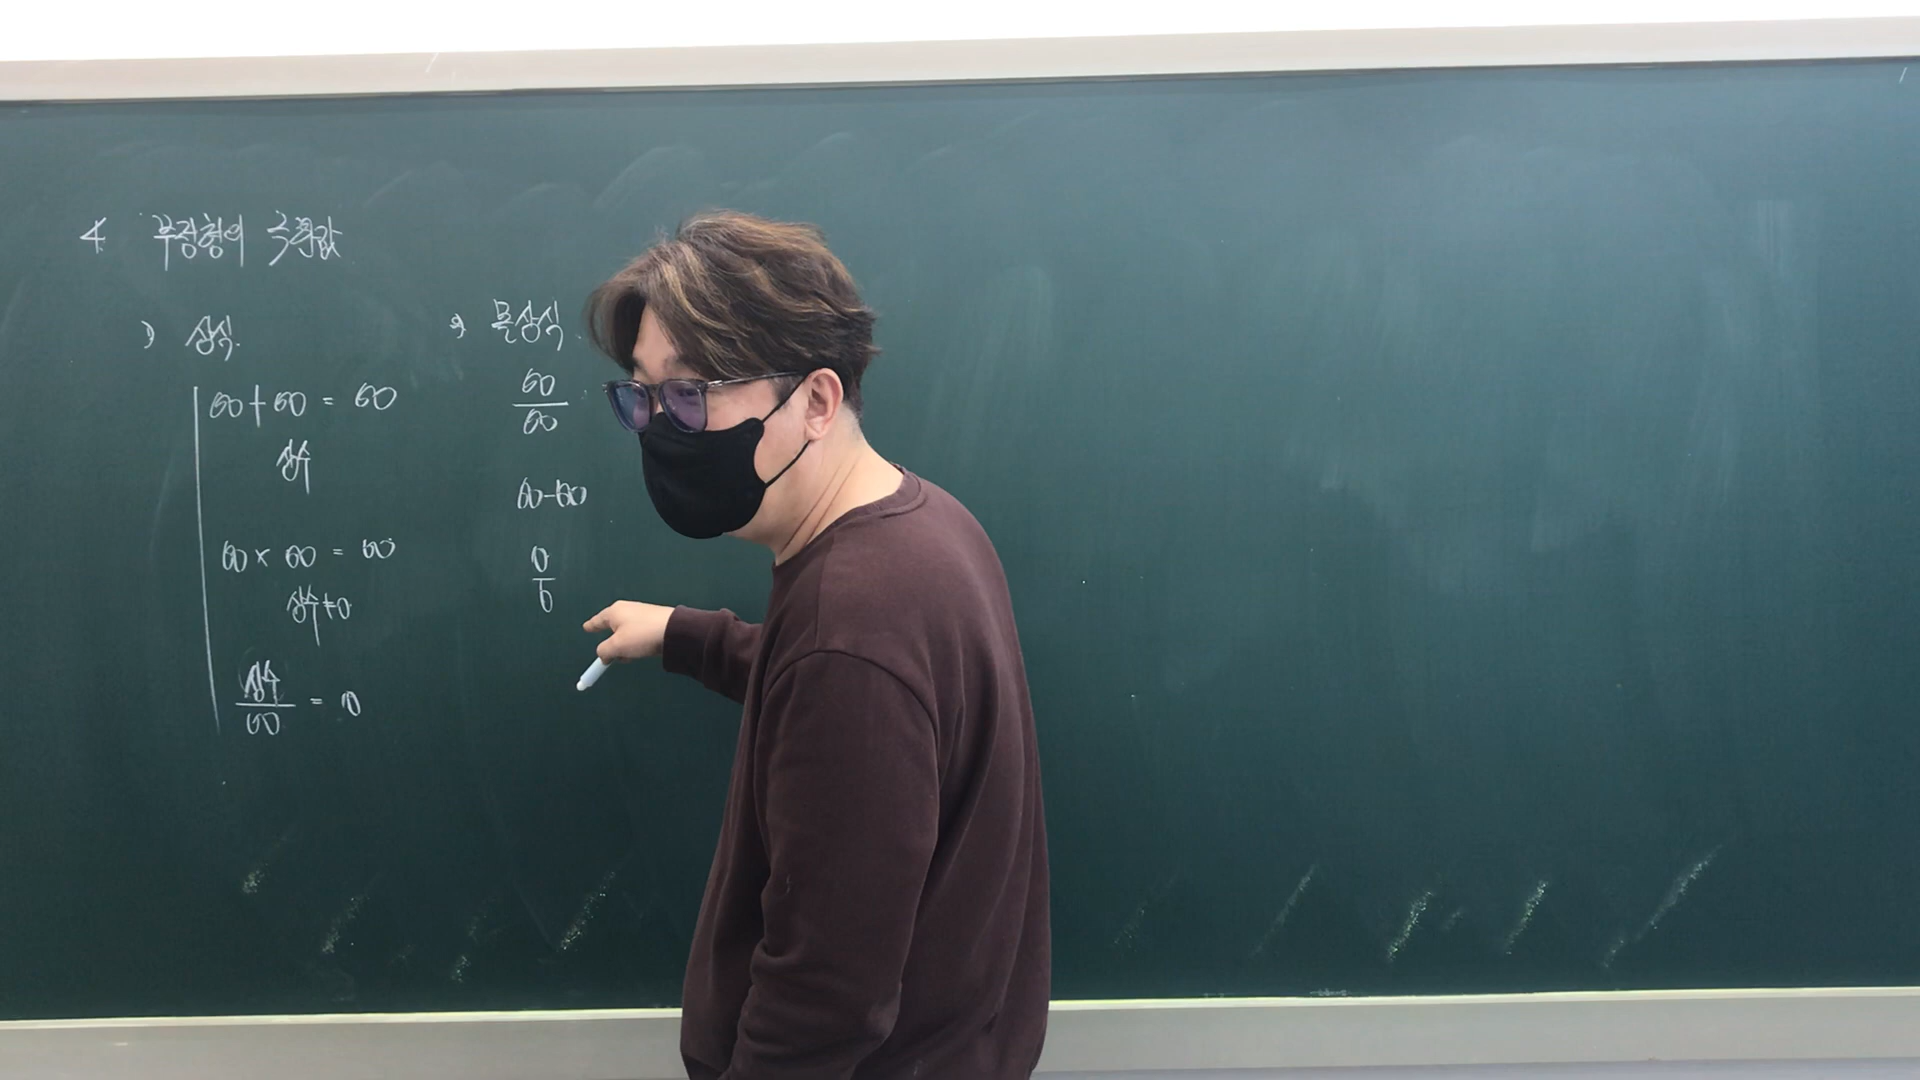 4. 부정형의 극한값
1) 상식.
∞+∞ = ∞
상수
∞ × ∞ = ∞
상수≠0
상수/∞ = 0
2) 몰상식.
∞/∞
∞-∞
0/0